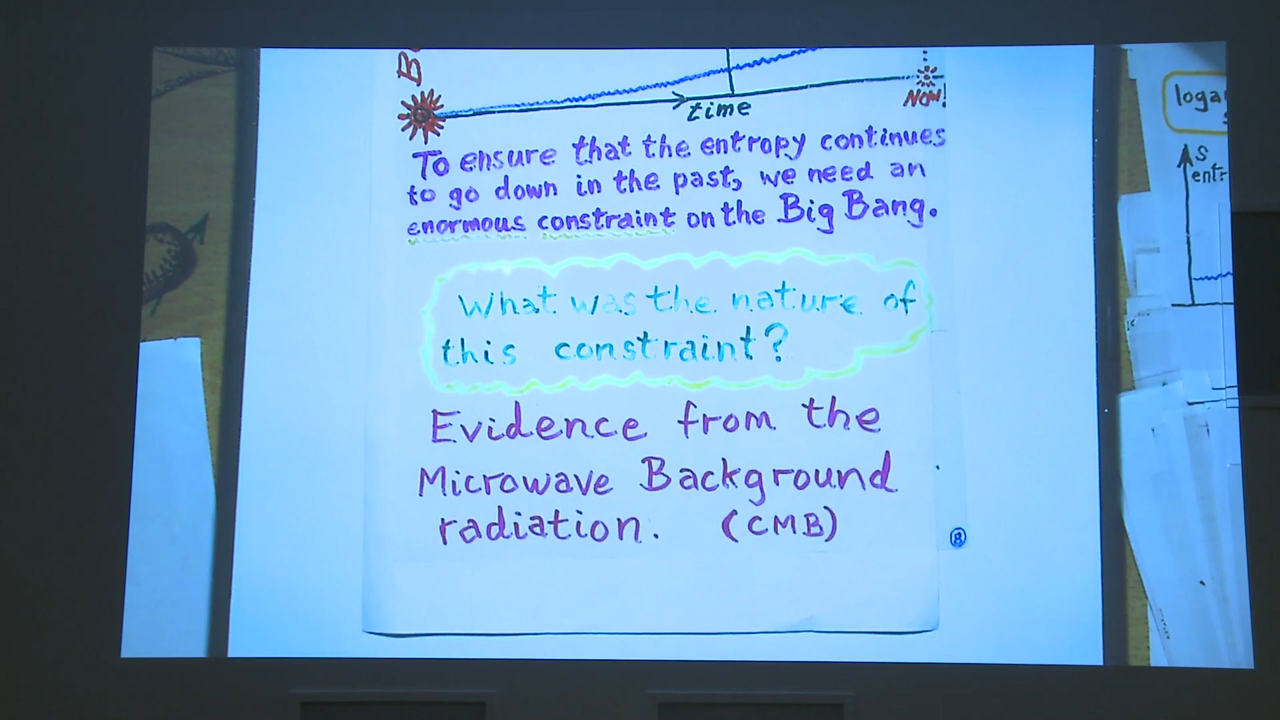 B
time
NOW!
To ensure that the entropy continues
to go down in the past, we need an
enormous constraint on the Big Bang.
What was the nature of
this constraint?
Evidence from the
Microwave Background
radiation. (CMB)
8
loga
S
ent